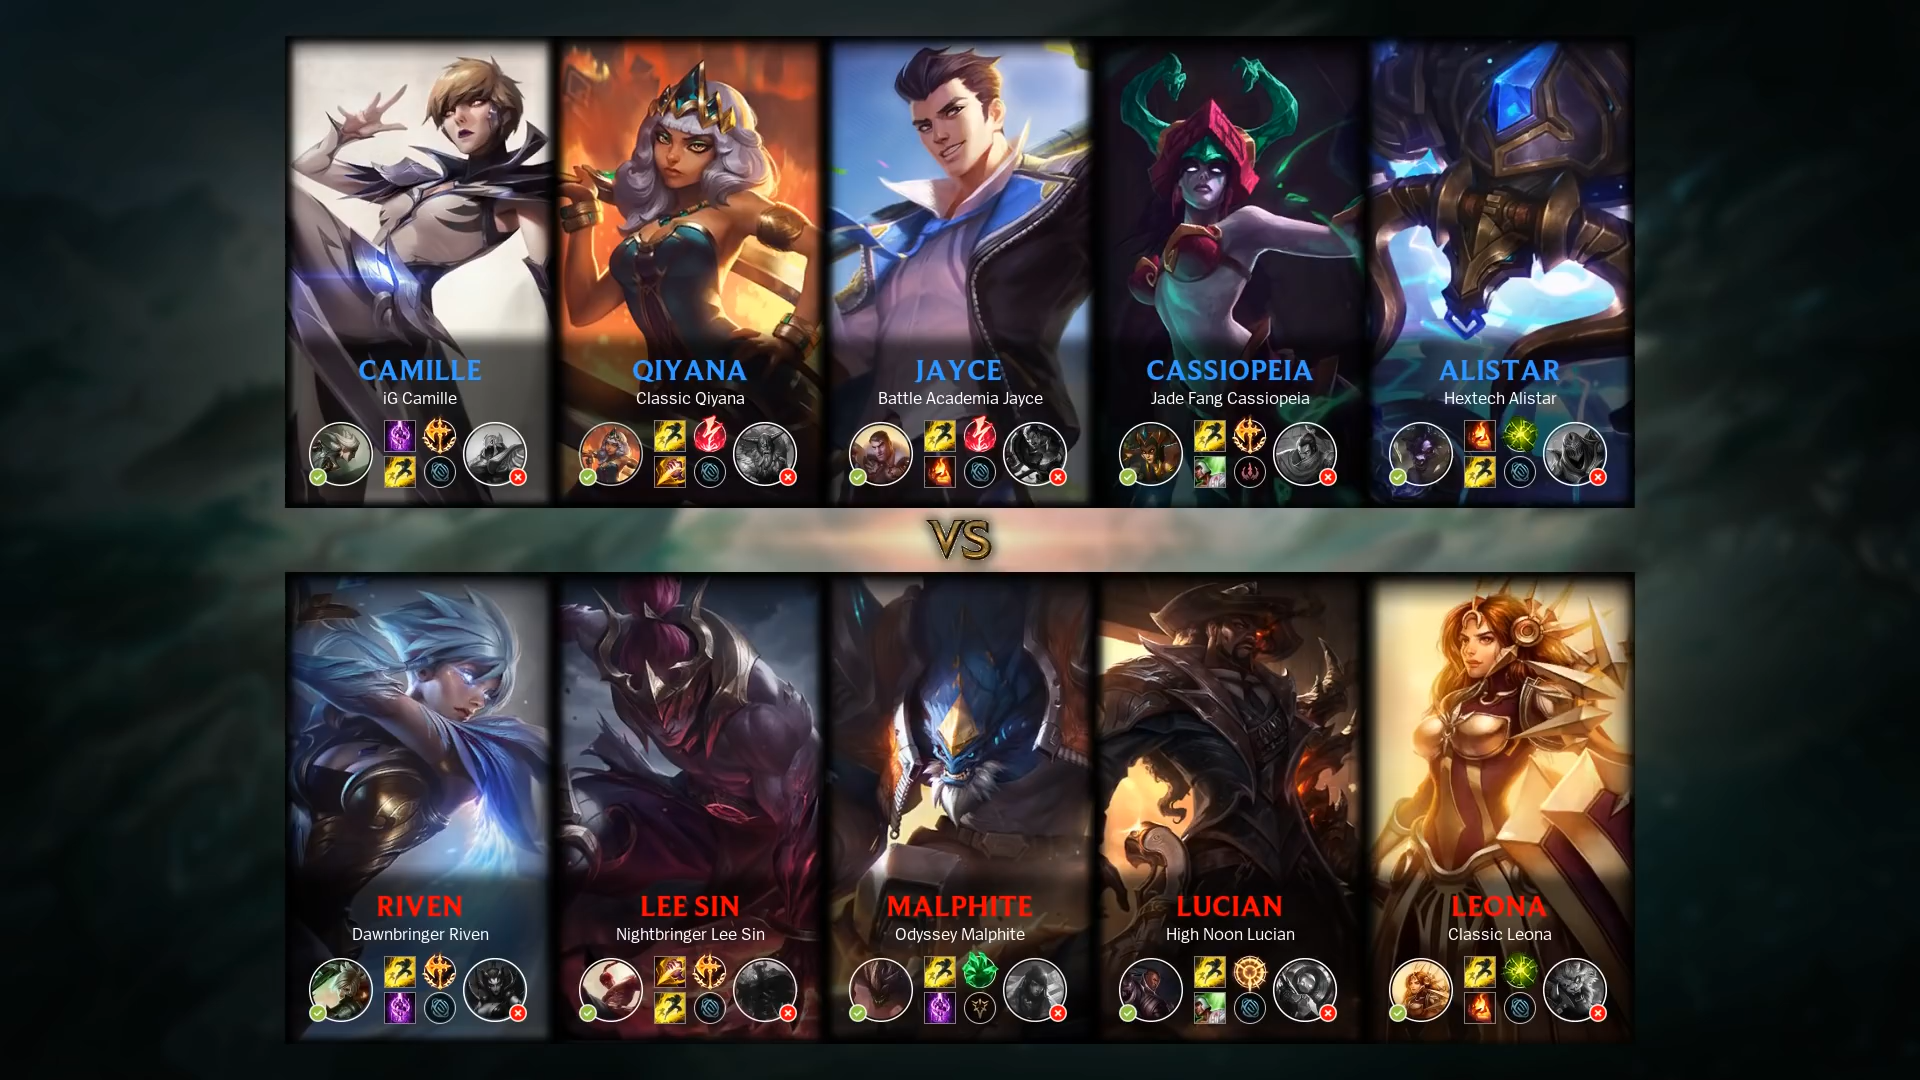 CAMILLE
iG Camille
QIYANA
Classic Qiyana
JAYCE
Battle Academia Jayce
CASSIOPEIA
Jade Fang Cassiopeia
ALISTAR
Hextech Alistar
VS
RIVEN
Dawnbringer Riven
LEE SIN
Nightbringer Lee Sin
MALPHITE
Odyssey Malphite
LUCIAN
High Noon Lucian
LEONA
Classic Leona